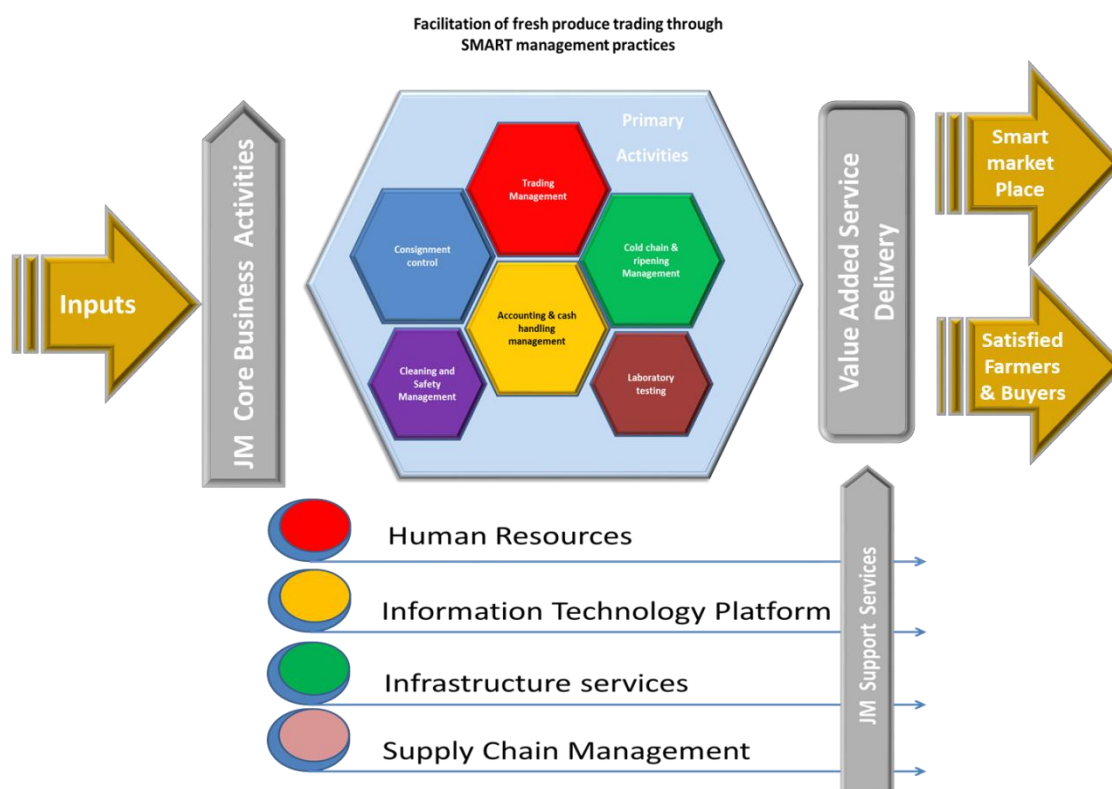 Facilitation of fresh produce trading through
SMART management practices
Inputs
JM Core Business Activities
Primary
Activities
Trading
Management
Consignment
control
Cold chain &
ripening
Management
Accounting & cash
handling
management
Cleaning and
Safety
Management
Laboratory
testing
Value Added Service
Delivery
Smart
market
Place
Satisfied
Farmers
& Buyers
Human Resources
Information Technology Platform
Infrastructure services
Supply Chain Management
JM Support Services